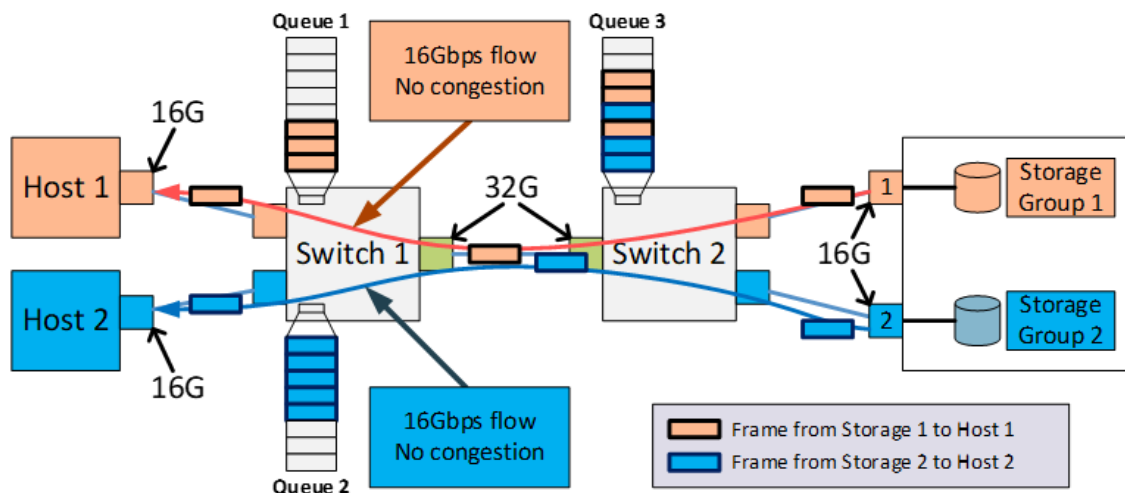 Queue 1
Queue 3
16Gbps flow
No congestion
16G
Host 1
32G
1
Storage
Group 1
Switch 1
Switch 2
16G
Host 2
2
Storage
Group 2
16G
16Gbps flow
No congestion
Queue 2
Frame from Storage 1 to Host 1
Frame from Storage 2 to Host 2